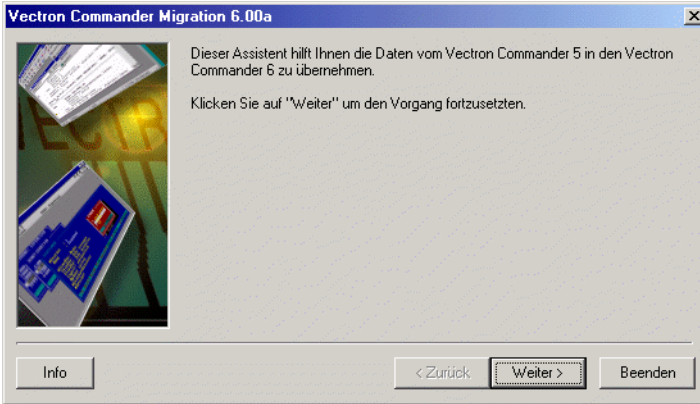 Vectron Commander Migration 6.00a
Dieser Assistent hilft Ihnen die Daten vom Vectron Commander 5 in den Vectron
Commander 6 zu übernehmen.
Klicken Sie auf "Weiter" um den Vorgang fortzusetzten.
Info
< Zurück
Weiter >
Beenden